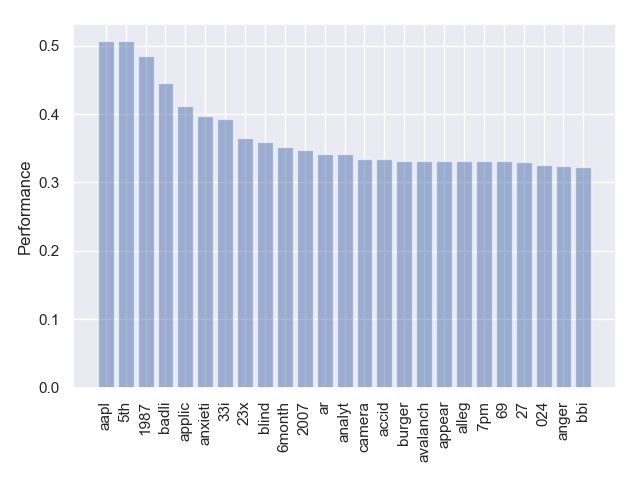 0.5
0.4
0.3
0.2
0.1
0.0
Performance
aapl
5th
1987
badli
applic
anxieti
33i
23x
blind
6month
2007
ar
analyt
camera
accid
burger
avalanch
appear
alleg
7pm
69
27
024
anger
bbi